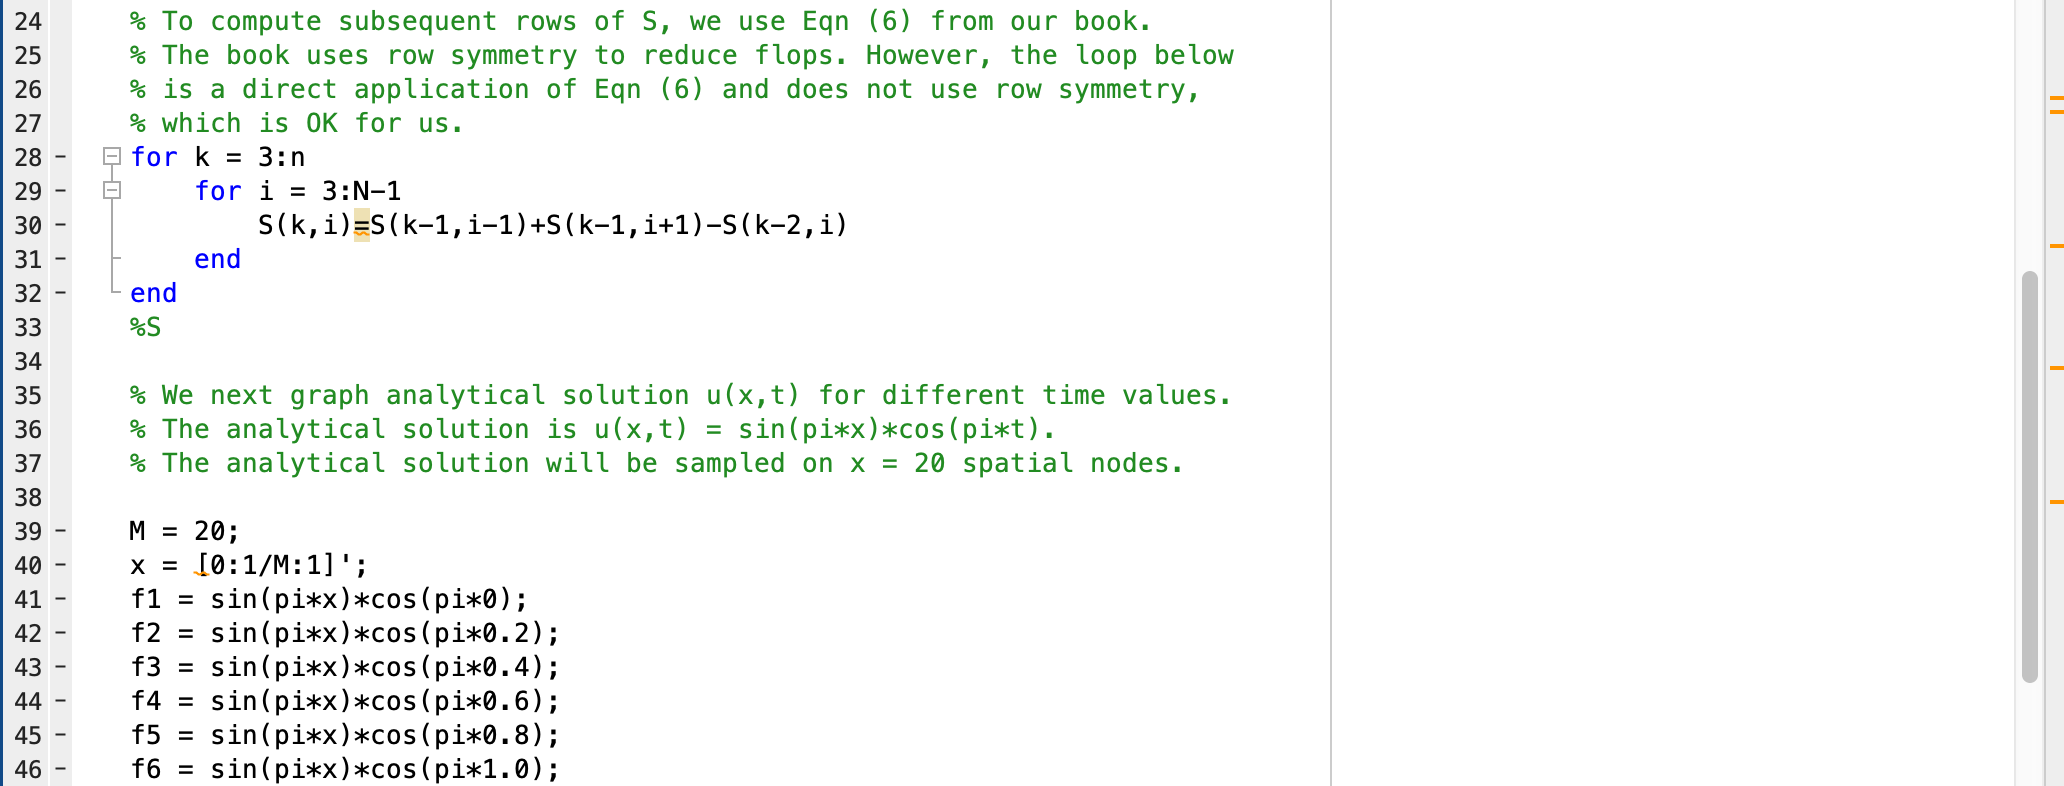 24 % To compute subsequent rows of S, we use Eqn (6) from our book.
25 % The book uses row symmetry to reduce flops. However, the loop below
26 % is a direct application of Eqn (6) and does not use row symmetry,
27 % which is OK for us.
28 - for k = 3:n
29 - for i = 3:N-1
30 - S(k,i)=S(k-1,i-1)+S(k-1,i+1)-S(k-2,i)
31 - end
32 - end
33 %S
34
35 % We next graph analytical solution u(x,t) for different time values.
36 % The analytical solution is u(x,t) = sin(pi*x)*cos(pi*t).
37 % The analytical solution will be sampled on x = 20 spatial nodes.
38
39 - M = 20;
40 - x = [0:1/M:1]';
41 - f1 = sin(pi*x)*cos(pi*0);
42 - f2 = sin(pi*x)*cos(pi*0.2);
43 - f3 = sin(pi*x)*cos(pi*0.4);
44 - f4 = sin(pi*x)*cos(pi*0.6);
45 - f5 = sin(pi*x)*cos(pi*0.8);
46 - f6 = sin(pi*x)*cos(pi*1.0);